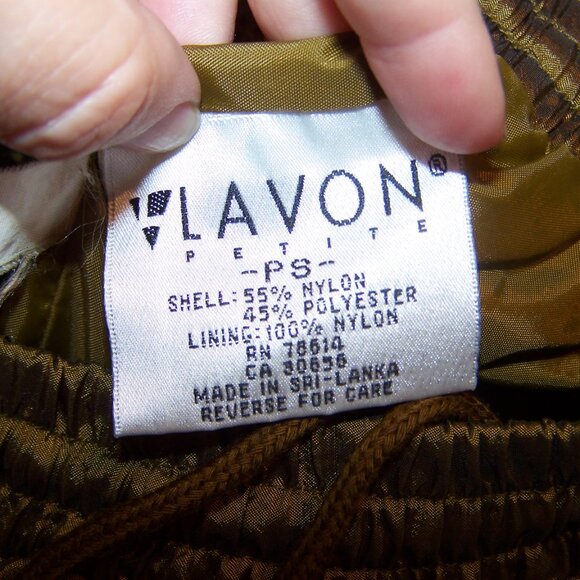 LAVON®
PETITE
-PS-
SHELL: 55% NYLON
45% POLYESTER
LINING: 100% NYLON
RN 78614
CA 30656
MADE IN SRI-LANKA
REVERSE FOR CARE